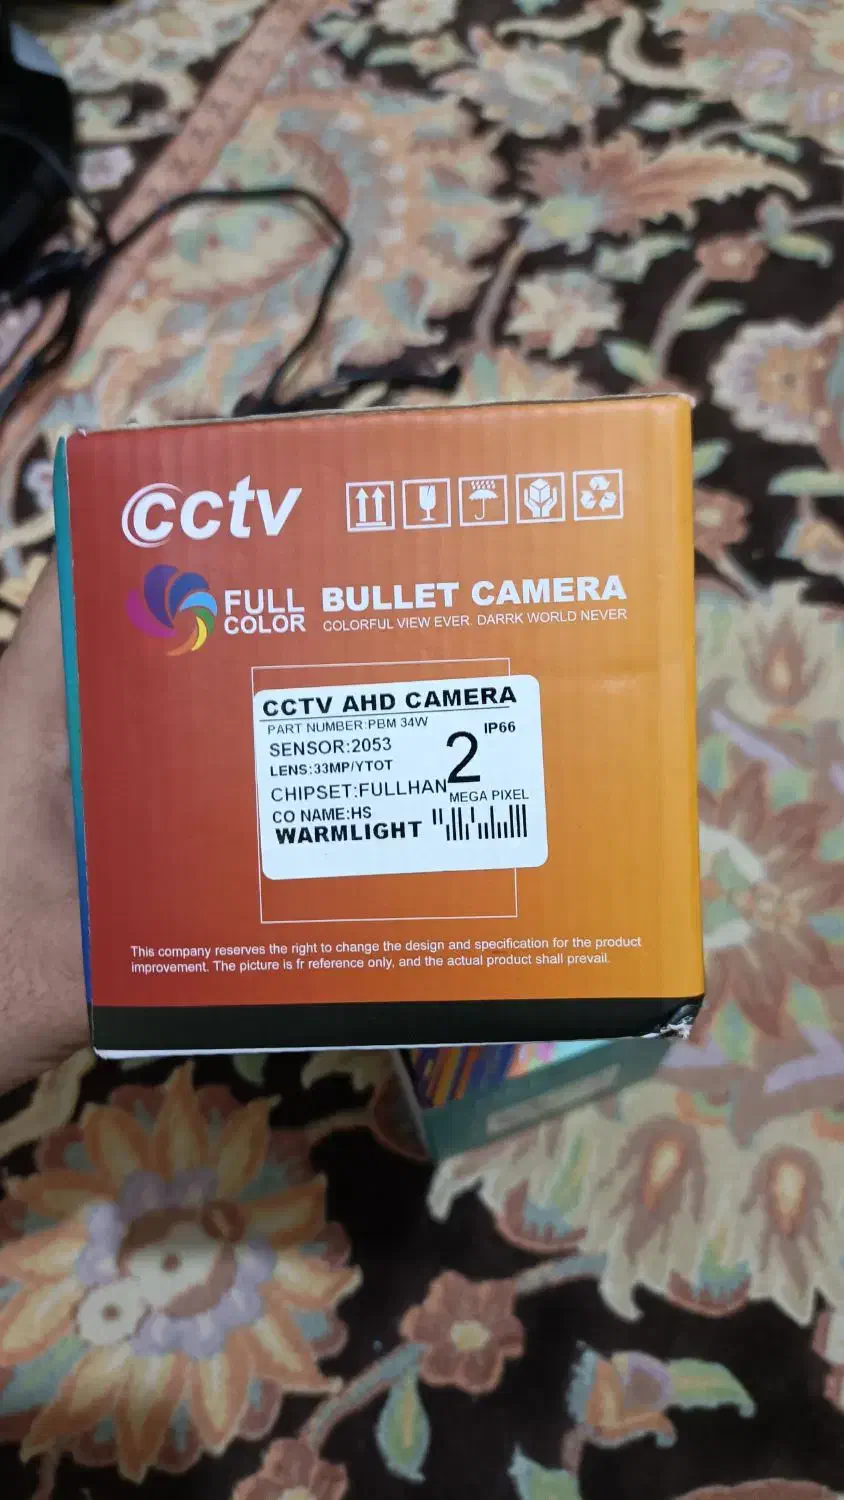 cctv
FULL COLOR
BULLET CAMERA
COLORFUL VIEW EVER. DARRK WORLD NEVER
CCTV AHD CAMERA
PART NUMBER:PBM 34W
IP66
SENSOR:2053
LENS:33MP/YTOT
2
CHIPSET:FULLHAN
MEGA PIXEL
CO NAME:HS
WARMLIGHT
This company reserves the right to change the design and specification for the product
improvement. The picture is fr reference only, and the actual product shall prevail.